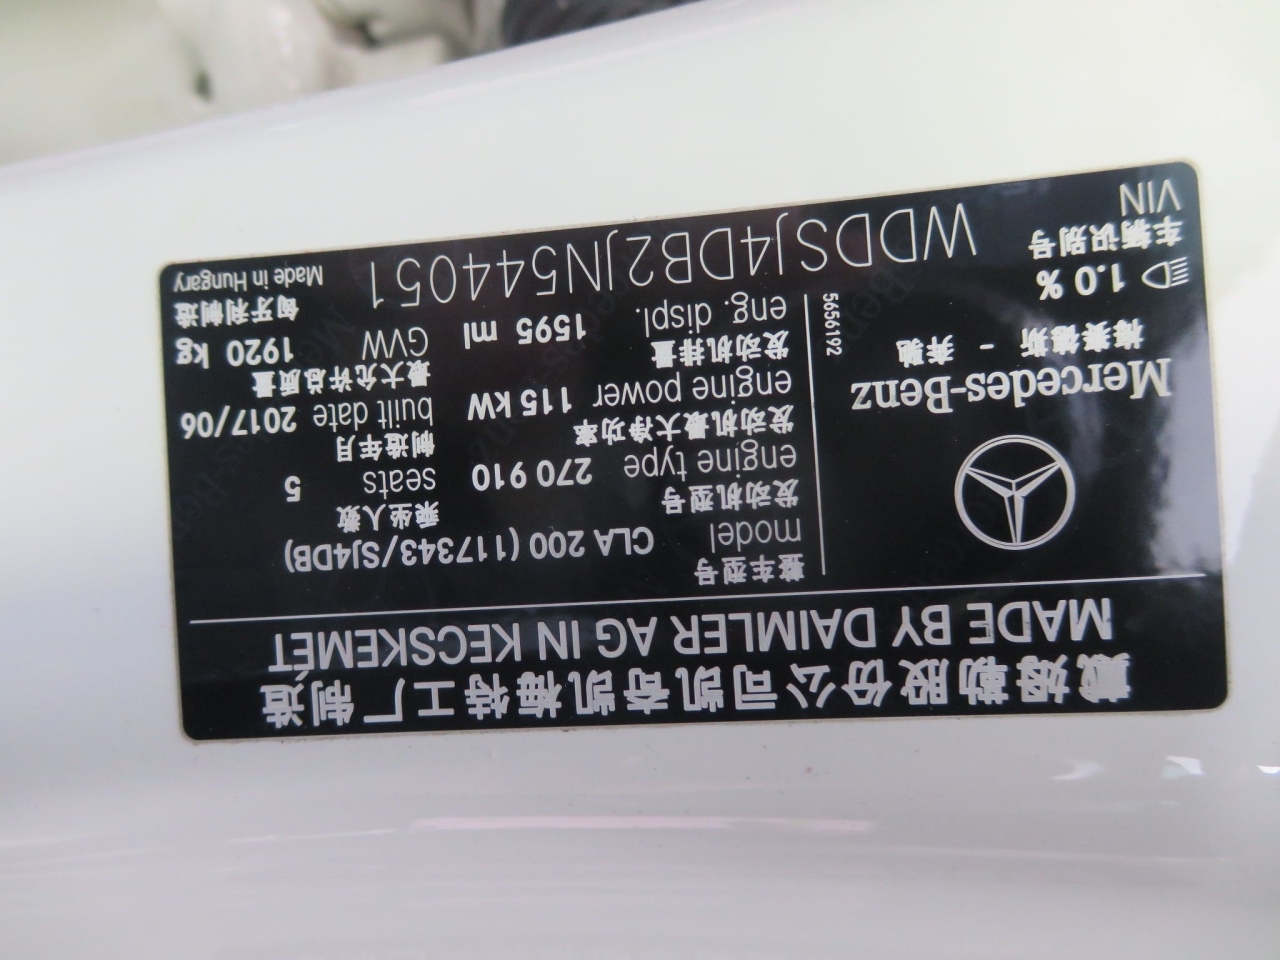 戴姆勒股份公司凯奇凯梅特工厂制造
MADE BY DAIMLER AG IN KECSKEMÉT
Mercedes-Benz
梅赛德斯 - 奔驰
1.0 %
5656192
整车型号
model CLA 200 (117343/SJ4DB)
发动机型号
engine type 270 910
乘坐人数
seats 5
发动机最大净功率
engine power 115 kW
制造年月
built date 2017/06
发动机排量
eng. displ. 1595 ml
最大允许总质量
GVW 1920 kg
车辆识别号
VIN WDDSJ4DB2JN544051
匈牙利制造
Made in Hungary